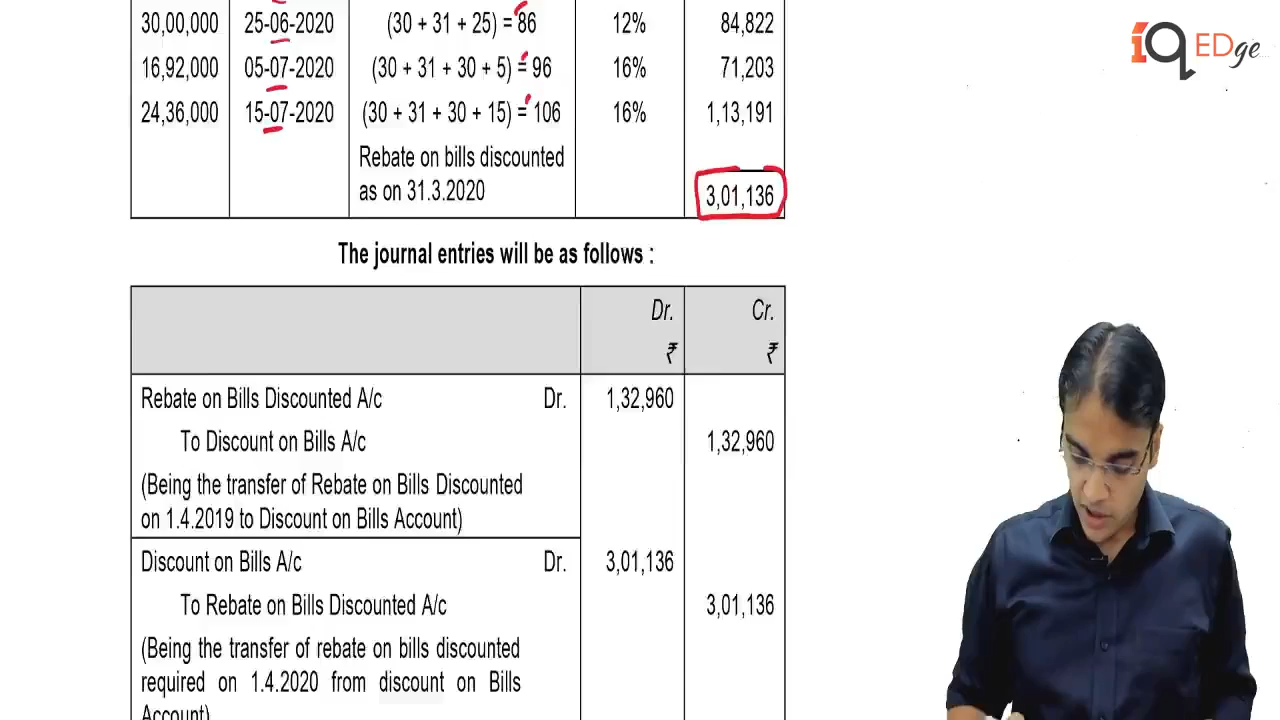 30,00,000 25-06-2020 (30 + 31 + 25) = 86 12% 84,822
16,92,000 05-07-2020 (30 + 31 + 30 + 5) = 96 16% 71,203
24,36,000 15-07-2020 (30 + 31 + 30 + 15) = 106 16% 1,13,191
Rebate on bills discounted
as on 31.3.2020 3,01,136
iQ EDge
The journal entries will be as follows :
Dr. Cr.
₹ ₹
Rebate on Bills Discounted A/c Dr. 1,32,960
To Discount on Bills A/c 1,32,960
(Being the transfer of Rebate on Bills Discounted
on 1.4.2019 to Discount on Bills Account)
Discount on Bills A/c Dr. 3,01,136
To Rebate on Bills Discounted A/c 3,01,136
(Being the transfer of rebate on bills discounted
required on 1.4.2020 from discount on Bills
Account)